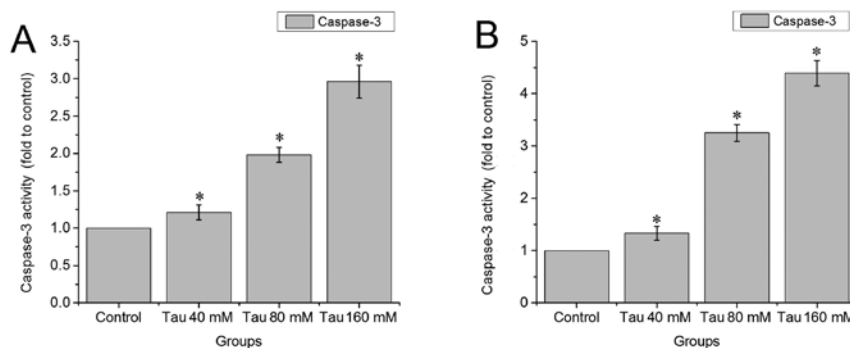 A
Caspase-3
Caspase-3 activity (fold to control)
3.5
3.0
2.5
2.0
1.5
1.0
0.5
0.0
*
*
*
Control Tau 40 mM Tau 80 mM Tau 160 mM
Groups
B
Caspase-3
Caspase-3 activity (fold to control)
5
4
3
2
1
0
*
*
*
Control Tau 40 mM Tau 80 mM Tau 160 mM
Groups